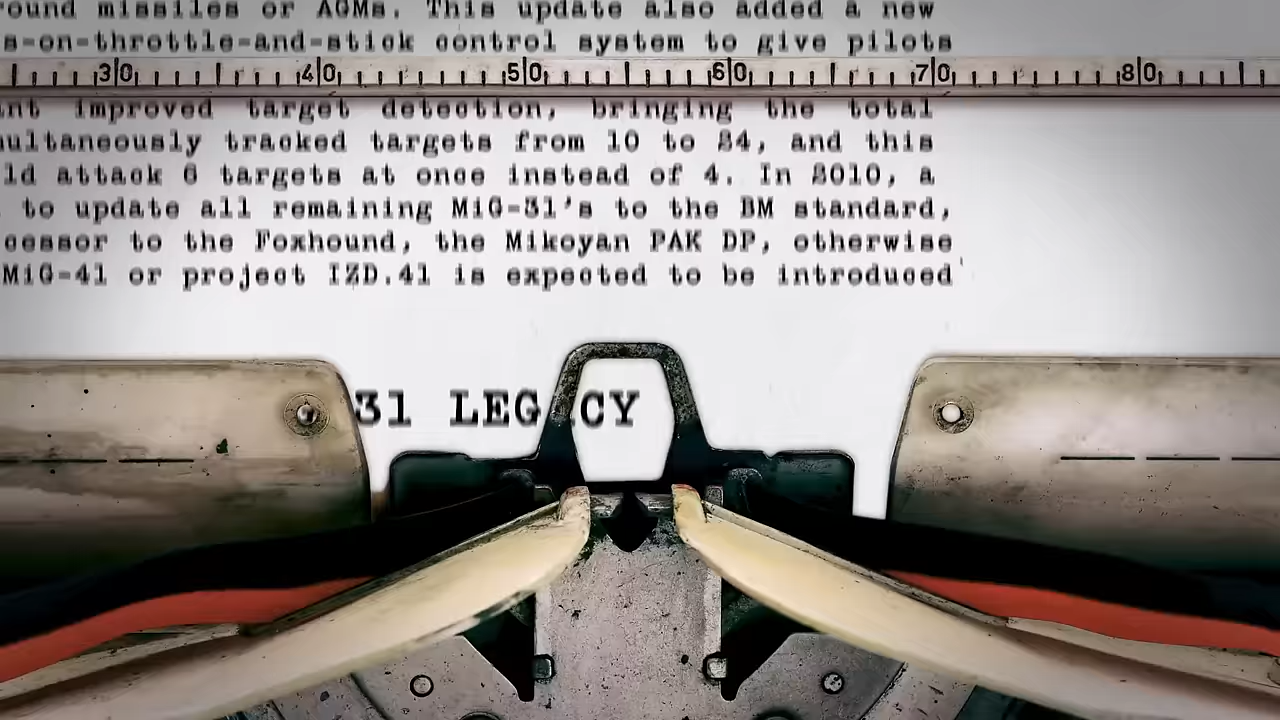 ound missiles or AGMs. This update also added a new
s-on-throttle-and-stick control system to give pilots
30 40 50 60 70 80
nt improved target detection, bringing the total
ultaneously tracked targets from 10 to 24, and this
ld attack 6 targets at once instead of 4. In 2010, a
to update all remaining MiG-31's to the BM standard,
cessor to the Foxhound, the Mikoyan PAK DP, otherwise
MiG-41 or project IZD.41 is expected to be introduced
31 LEG CY